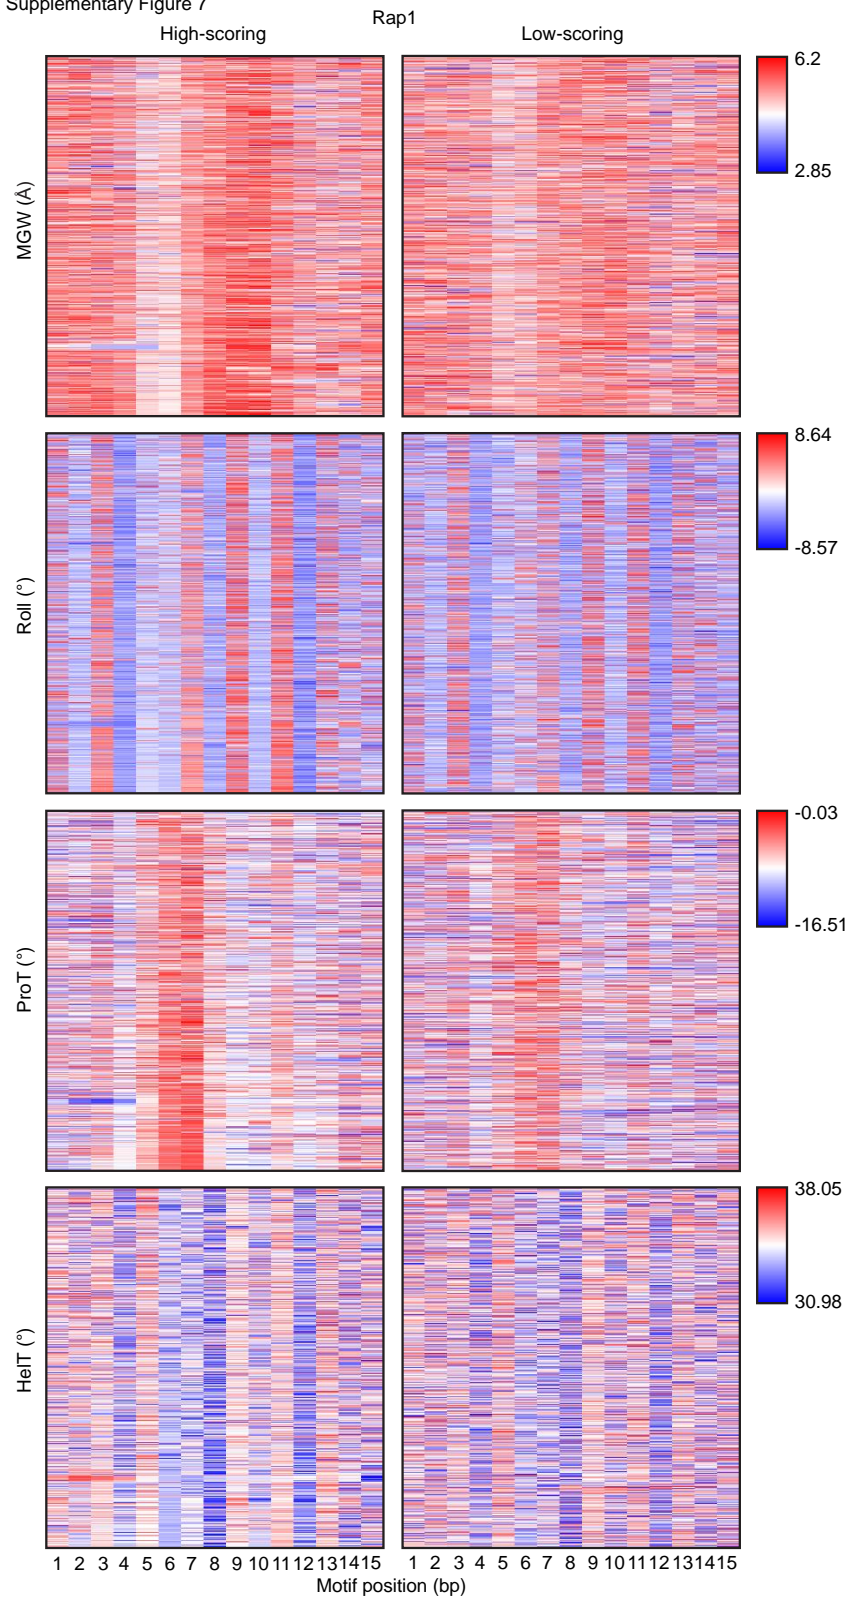 Supplementary Figure 7
Rap1
High-scoring Low-scoring
MGW (Å)
6.2
2.85
Roll (°)
8.64
-8.57
ProT (°)
-0.03
-16.51
HelT (°)
38.05
30.98
1 2 3 4 5 6 7 8 9 10 11 12 13 14 15 1 2 3 4 5 6 7 8 9 10 11 12 13 14 15
Motif position (bp)